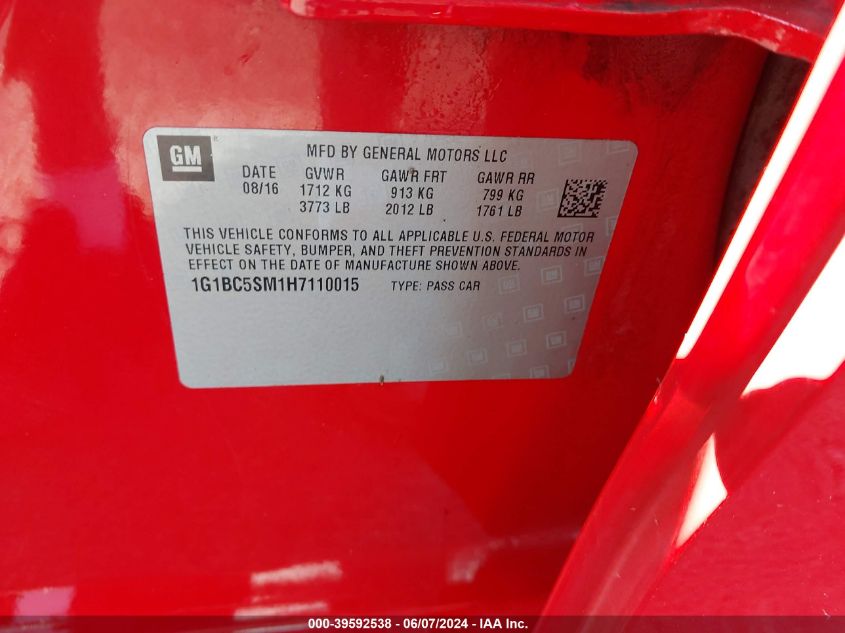 GM
MFD BY GENERAL MOTORS LLC
DATE GVWR GAWR FRT GAWR RR
08/16 1712 KG 913 KG 799 KG
3773 LB 2012 LB 1761 LB
THIS VEHICLE CONFORMS TO ALL APPLICABLE U.S. FEDERAL MOTOR
VEHICLE SAFETY, BUMPER, AND THEFT PREVENTION STANDARDS IN
EFFECT ON THE DATE OF MANUFACTURE SHOWN ABOVE.
1G1BC5SM1H7110015 TYPE: PASS CAR
000-39592538 - 06/07/2024 - IAA Inc.